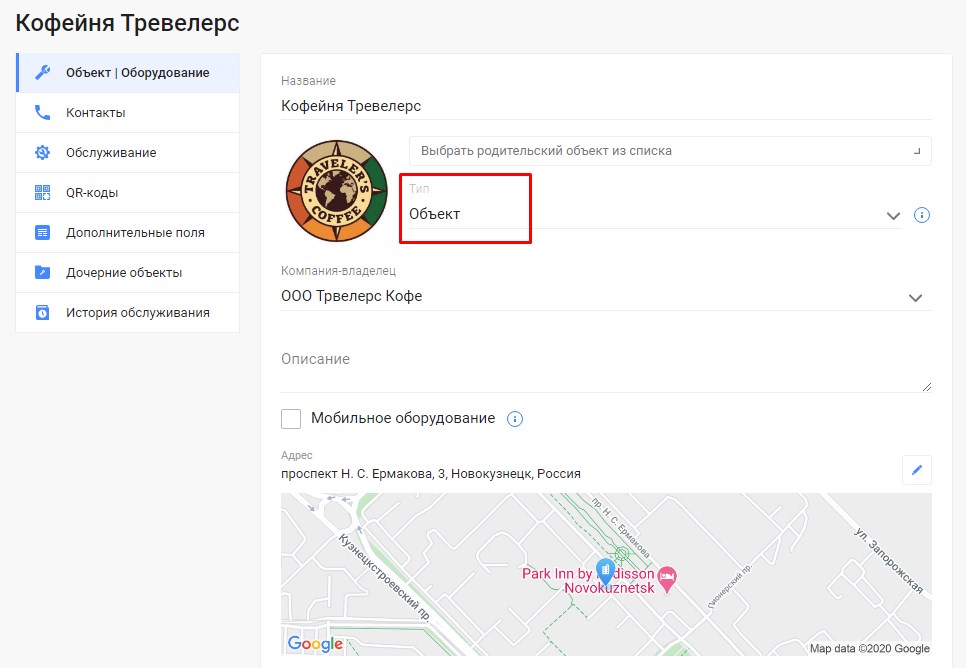 Кофейня Тревелерс
Объект | Оборудование
Контакты
Обслуживание
QR-коды
Дополнительные поля
Дочерние объекты
История обслуживания
Название
Кофейня Тревелерс
TRAVELER'S
COFFEE
Выбрать родительский объект из списка
Тип
Объект
Компания-владелец
ООО Трвелерс Кофе
Описание
Мобильное оборудование
Адрес
проспект Н. С. Ермакова, 3, Новокузнецк, Россия
пр. Н. С. Ермакова
Кузнецкстроевский пр.
ул. Запорожская
Пионерский пр.
Park Inn by
Novokuznetsk
Google
Map data ©2020 Google